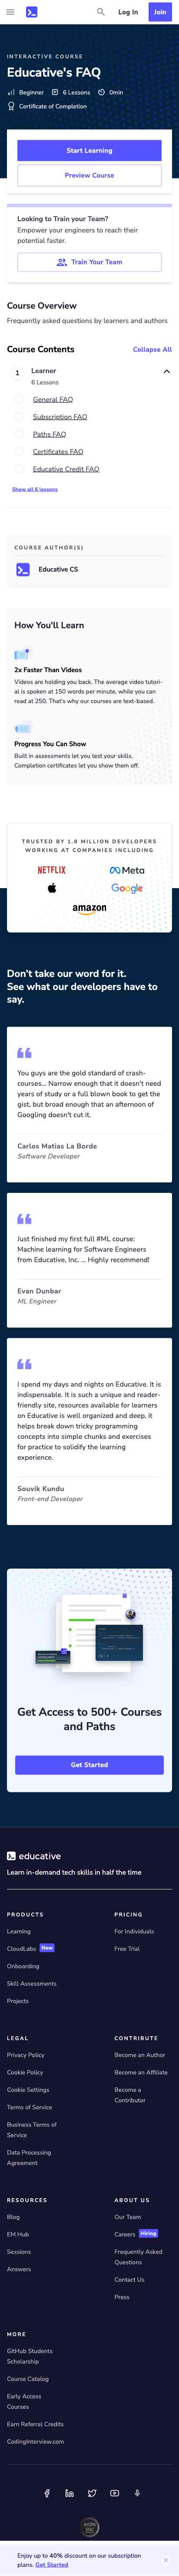 Log In
Join
INTERACTIVE COURSE
Educative's FAQ
Beginner
6 Lessons
0min
Certificate of Completion
Start Learning
Preview Course
Looking to Train your Team?
Empower your engineers to reach their
potential faster.
Train Your Team
Course Overview
Frequently asked questions by learners and authors
Course Contents
Collapse All
1
Learner
6 Lessons
General FAQ
Subscription FAQ
Paths FAQ
Certificates FAQ
Educative Credit FAQ
Show all 6 lessons
COURSE AUTHOR(S)
Educative CS
How You'll Learn
2x Faster Than Videos
Videos are holding you back. The average video tutori-
al is spoken at 150 words per minute, while you can
read at 250. That's why our courses are text-based.
Progress You Can Show
Built in assessments let you test your skills.
Completion certificates let you show them off.
TRUSTED BY 1.8 MILLION DEVELOPERS
WORKING AT COMPANIES INCLUDING
NETFLIX
Meta
Google
amazon
Don't take our word for it.
See what our developers have to
say.
You guys are the gold standard of crash-
courses... Narrow enough that it doesn't need
years of study or a full blown book to get the
gist, but broad enough that an afternoon of
Googling doesn't cut it.
Carlos Matias La Borde
Software Developer
Just finished my first full #ML course:
Machine learning for Software Engineers
from Educative, Inc. ... Highly recommend!
Evan Dunbar
ML Engineer
I spend my days and nights on Educative. It is
indispensable. It is such a unique and reader-
friendly site, resources available for learners
on Educative is well organized and deep, it
helps break down tricky programming
concepts into simple chunks and exercises
for practice to solidify the learning
experience.
Souvik Kundu
Front-end Developer
Get Access to 500+ Courses
and Paths
Get Started
educative
Learn in-demand tech skills in half the time
PRODUCTS
Learning
CloudLabs New
Onboarding
Skill Assessments
Projects
PRICING
For Individuals
Free Trial
LEGAL
Privacy Policy
Cookie Policy
Cookie Settings
Terms of Service
Business Terms of
Service
Data Processing
Agreement
CONTRIBUTE
Become an Author
Become an Affiliate
Become a
Contributor
RESOURCES
Blog
EM Hub
Sessions
Answers
ABOUT US
Our Team
Careers Hiring
Frequently Asked
Questions
Contact Us
Press
MORE
GitHub Students
Scholarship
Course Catalog
Early Access
Courses
Earn Referral Credits
CodingInterview.com
AICPA
SOC
Enjoy up to 40% discount on our subscription
plans. Get Started